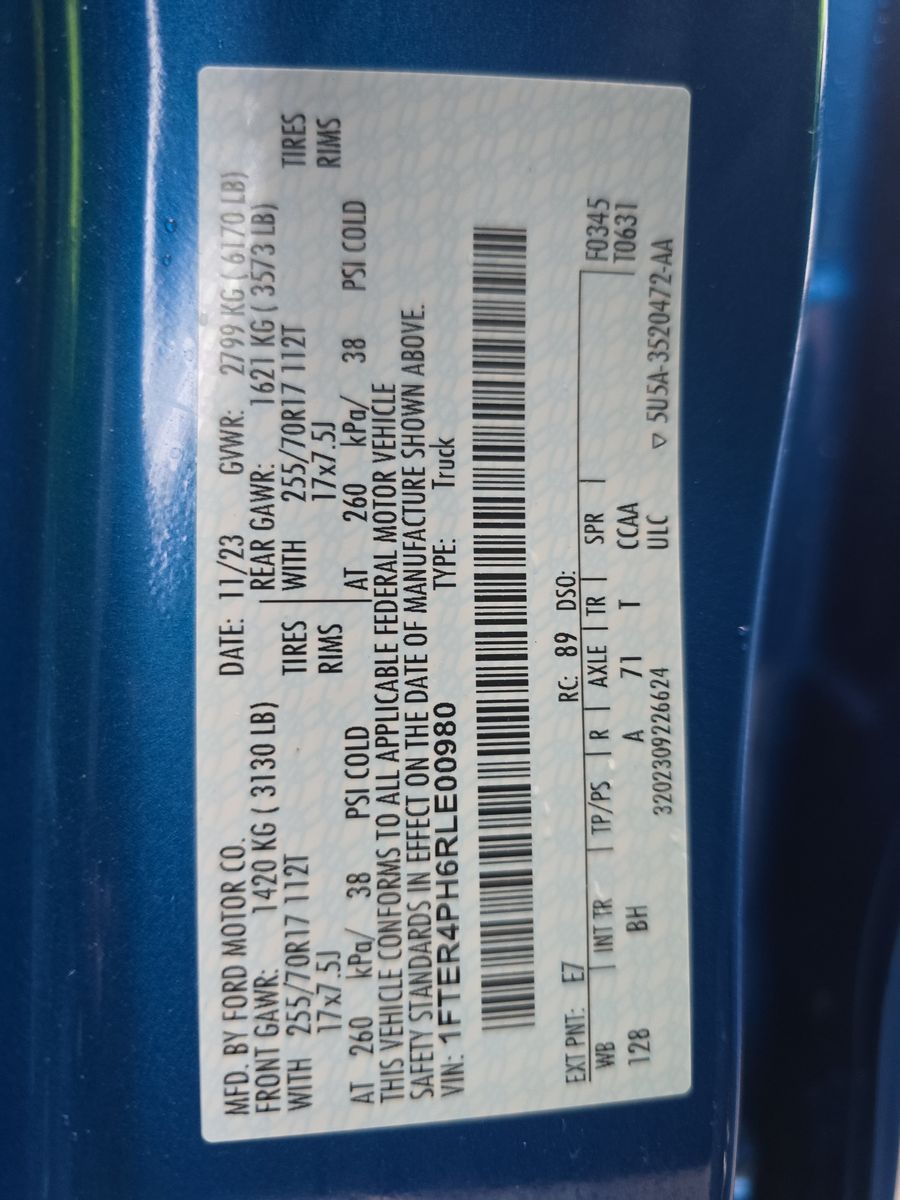 MFD. BY FORD MOTOR CO. DATE: 11/23 GVWR: 2799 KG ( 6170 LB)
FRONT GAWR: 1420 KG ( 3130 LB) REAR GAWR: 1621 KG ( 3573 LB)
WITH 255/70R17 112T TIRES WITH 255/70R17 112T TIRES
17x7.5J RIMS 17x7.5J RIMS
AT 260 kPa/ 38 PSI COLD AT 260 kPa/ 38 PSI COLD
THIS VEHICLE CONFORMS TO ALL APPLICABLE FEDERAL MOTOR VEHICLE
SAFETY STANDARDS IN EFFECT ON THE DATE OF MANUFACTURE SHOWN ABOVE.
VIN: 1FTER4PH6RLE00980 TYPE: Truck
EXT PNT: E7 RC: 89 DSO:
WB INT TR TP/PS R AXLE TR SPR F0345
128 BH A 71 T CCAA T0631
3202309226624 ULC ▽ 5U5A-3520472-AA